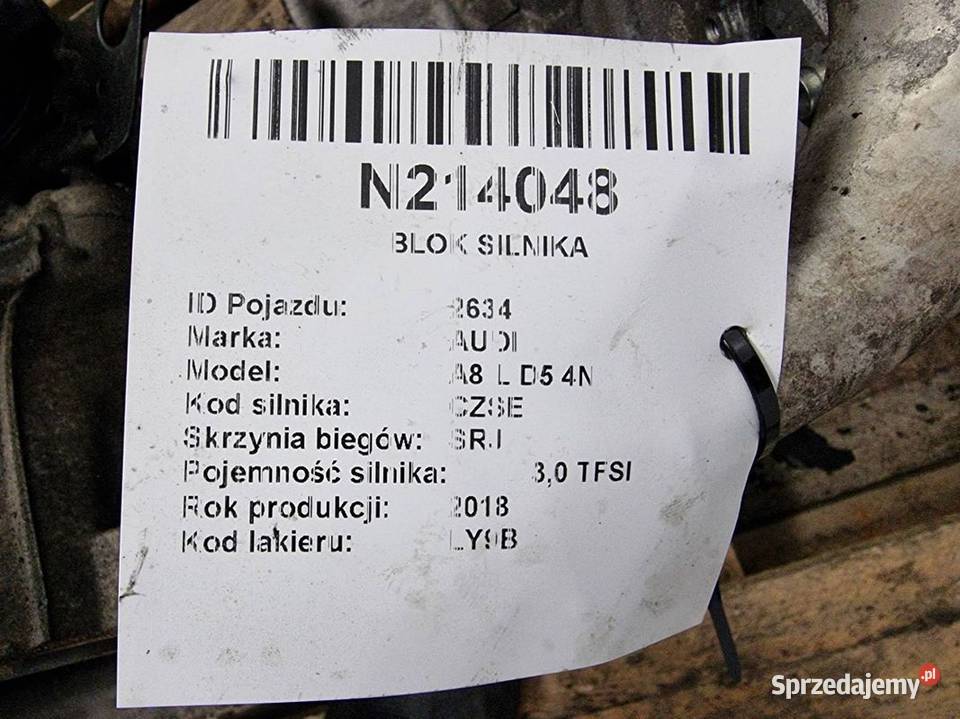 N214048
BLOK SILNIKA
ID Pojazdu: 2634
Marka: AUDI
Model: A8 L D5 4N
Kod silnika: CZSE
Skrzynia biegów: SRJ
Pojemność silnika: 3,0 TFSI
Rok produkcji: 2018
Kod lakieru: LY9B
Sprzedajemy.pl